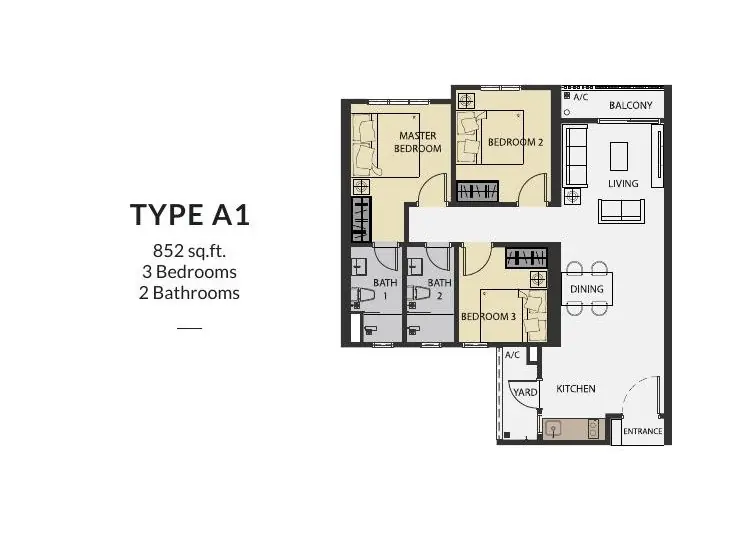 TYPE A1
852 sq.ft.
3 Bedrooms
2 Bathrooms
A/C
BALCONY
MASTER
BEDROOM
BEDROOM 2
LIVING
BATH
1
BATH
2
DINING
BEDROOM 3
A/C
YARD
KITCHEN
ENTRANCE